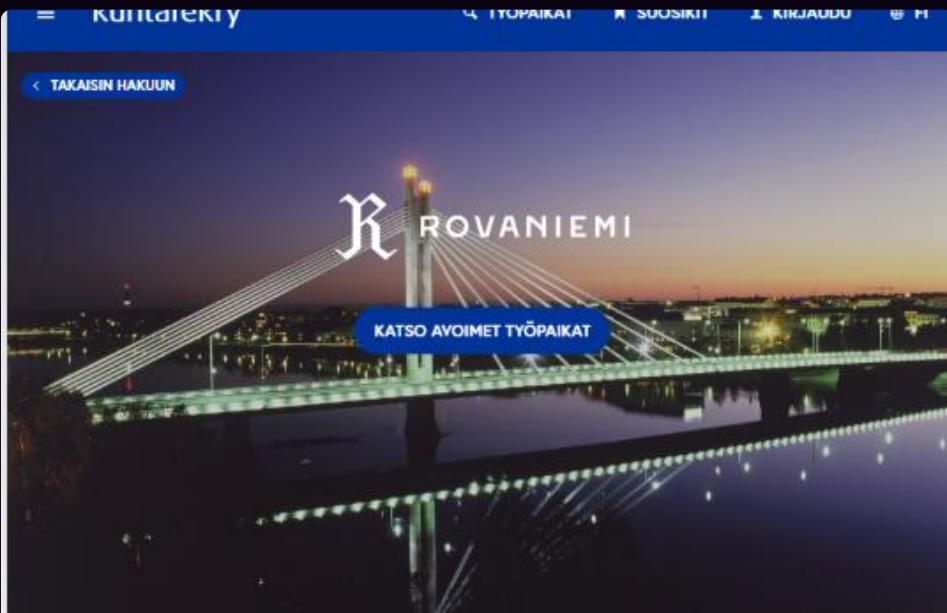 Kuntarekry
TYÖPAIKAT
SUOSIKIT
KIRJAUDU
FI
TAKAISIN HAKUUN
R ROVANIEMI
KATSO AVOIMET TYÖPAIKAT